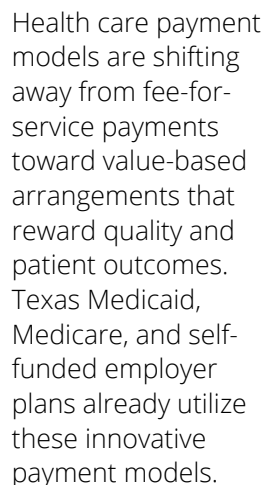 Health care payment
models are shifting
away from fee-for-
service payments
toward value-based
arrangements that
reward quality and
patient outcomes.
Texas Medicaid,
Medicare, and self-
funded employer
plans already utilize
these innovative
payment models.